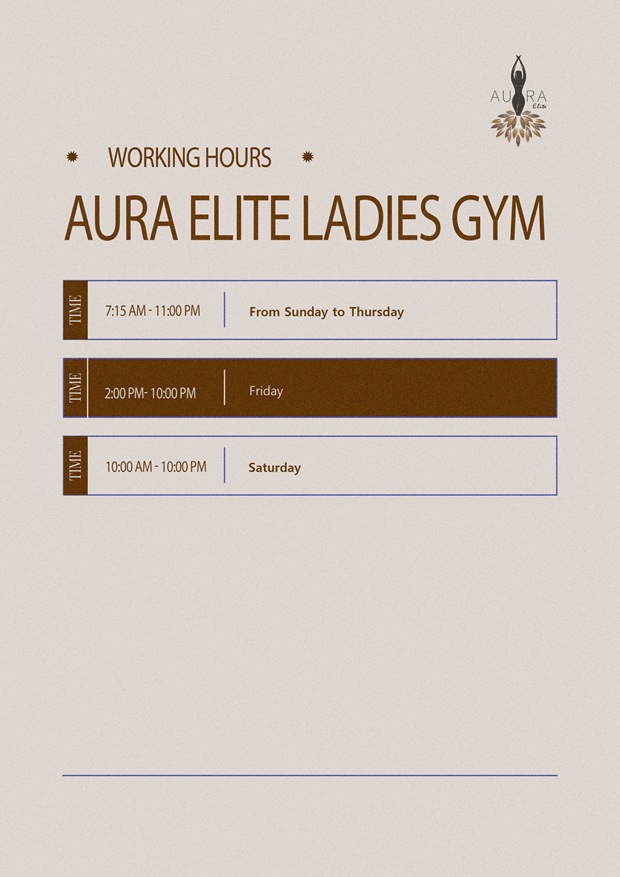 AURA
Elite
WORKING HOURS
AURA ELITE LADIES GYM
TIME
7:15 AM - 11:00 PM
From Sunday to Thursday
TIME
2:00 PM- 10:00 PM
Friday
TIME
10:00 AM - 10:00 PM
Saturday